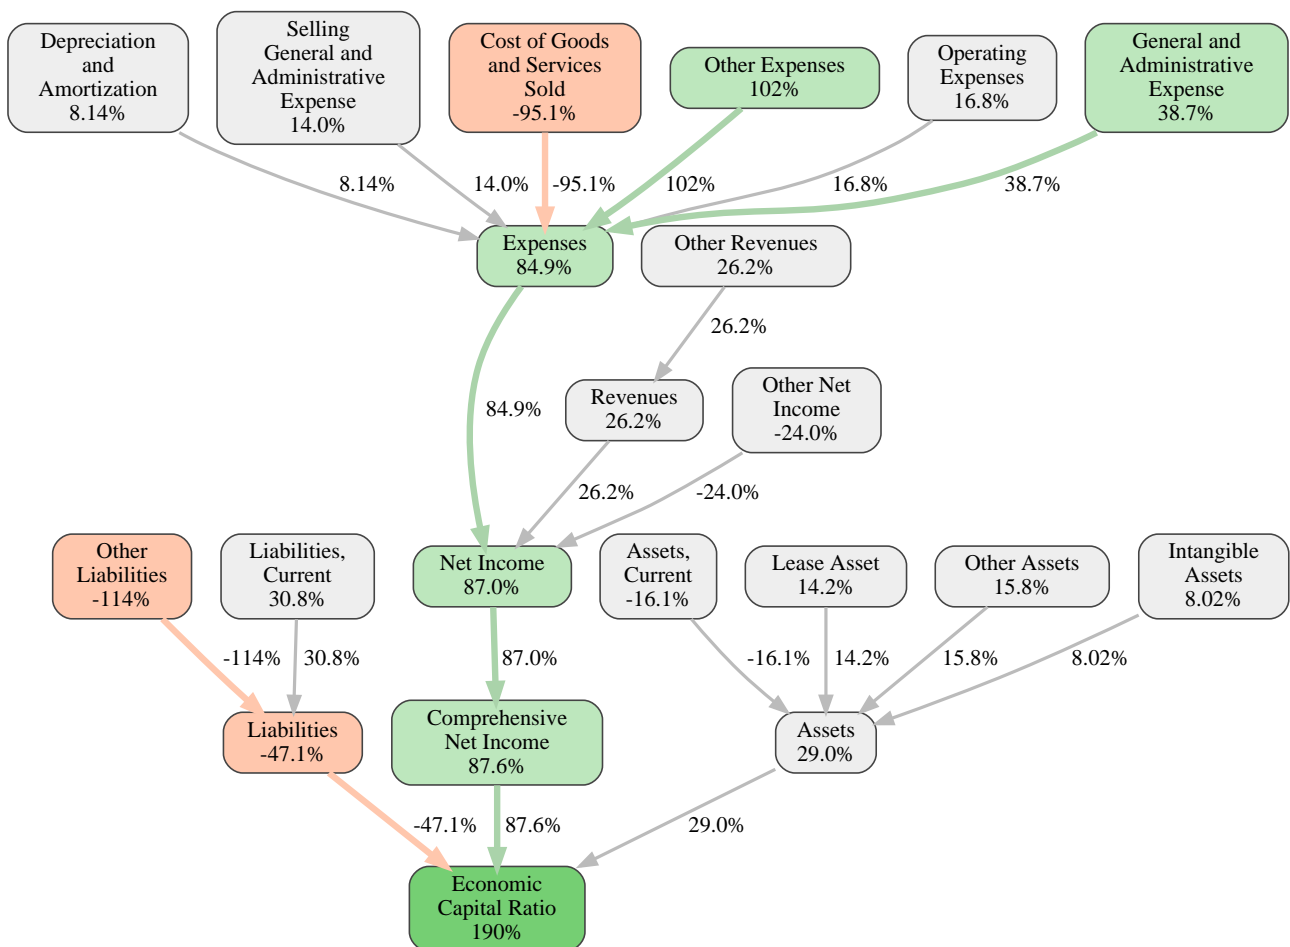 Depreciation
and
Amortization
8.14%
Selling
General and
Administrative
Expense
14.0%
Cost of Goods
and Services
Sold
-95.1%
Other Expenses
102%
Operating
Expenses
16.8%
General and
Administrative
Expense
38.7%
8.14%
14.0%
-95.1%
102%
16.8%
38.7%
Expenses
84.9%
Other Revenues
26.2%
26.2%
84.9%
Revenues
26.2%
Other Net
Income
-24.0%
26.2%
-24.0%
Other
Liabilities
-114%
Liabilities,
Current
30.8%
Net Income
87.0%
Assets,
Current
-16.1%
Lease Asset
14.2%
Other Assets
15.8%
Intangible
Assets
8.02%
-114%
30.8%
87.0%
-16.1%
14.2%
15.8%
8.02%
Liabilities
-47.1%
Comprehensive
Net Income
87.6%
Assets
29.0%
-47.1%
87.6%
29.0%
Economic
Capital Ratio
190%